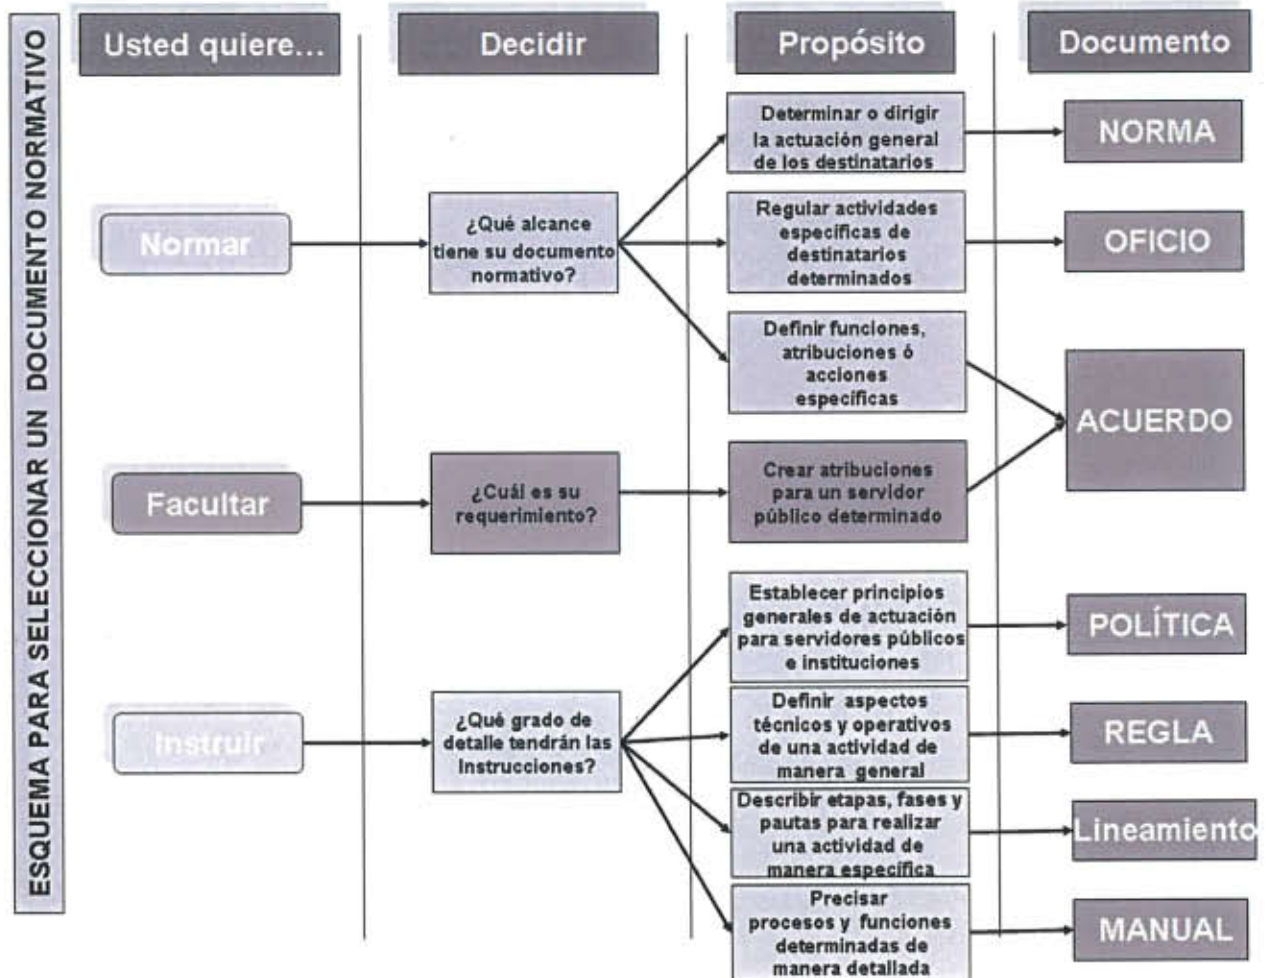 ESQUEMA PARA SELECCIONAR UN DOCUMENTO NORMATIVO
Usted quiere...
Decidir
Propósito
Documento
Normar
¿Qué alcance
tiene su documento
normativo?
Determinar o dirigir
la actuación general
de los destinatarios
NORMA
Regular actividades
específicas de
destinatarios
determinados
OFICIO
Definir funciones,
atribuciones ó
acciones
específicas
ACUERDO
Facultar
¿Cuál es su
requerimiento?
Crear atribuciones
para un servidor
público determinado
Instruir
¿Qué grado de
detalle tendrán las
Instrucciones?
Establecer principios
generales de actuación
para servidores públicos
e instituciones
POLÍTICA
Definir aspectos
técnicos y operativos
de una actividad de
manera general
REGLA
Describir etapas, fases y
pautas para realizar
una actividad de
manera específica
Lineamiento
Precisar
procesos y funciones
determinadas de
manera detallada
MANUAL